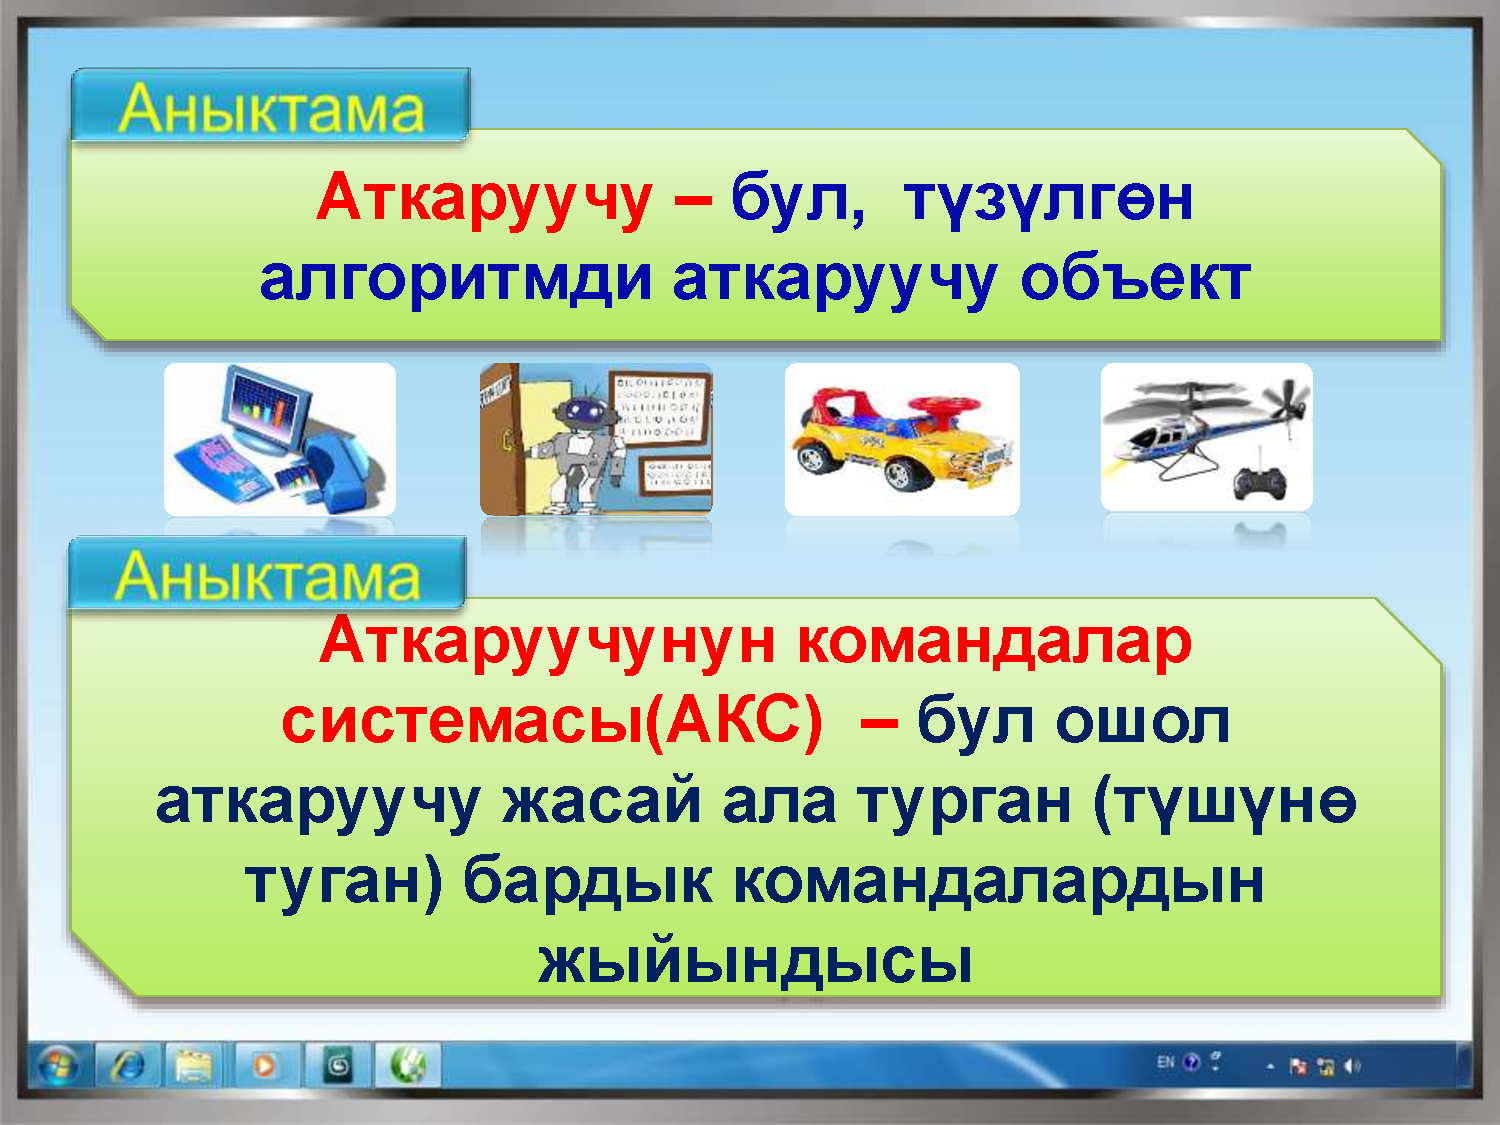 Аныктама
Аткаруучу – бул, түзүлгөн
алгоритмди аткаруучу объект
Аныктама
Аткаруучунун командалар
системасы(АКС) – бул ошол
аткаруучу жасай ала турган (түшүнө
туган) бардык командалардын
жыйындысы
EN